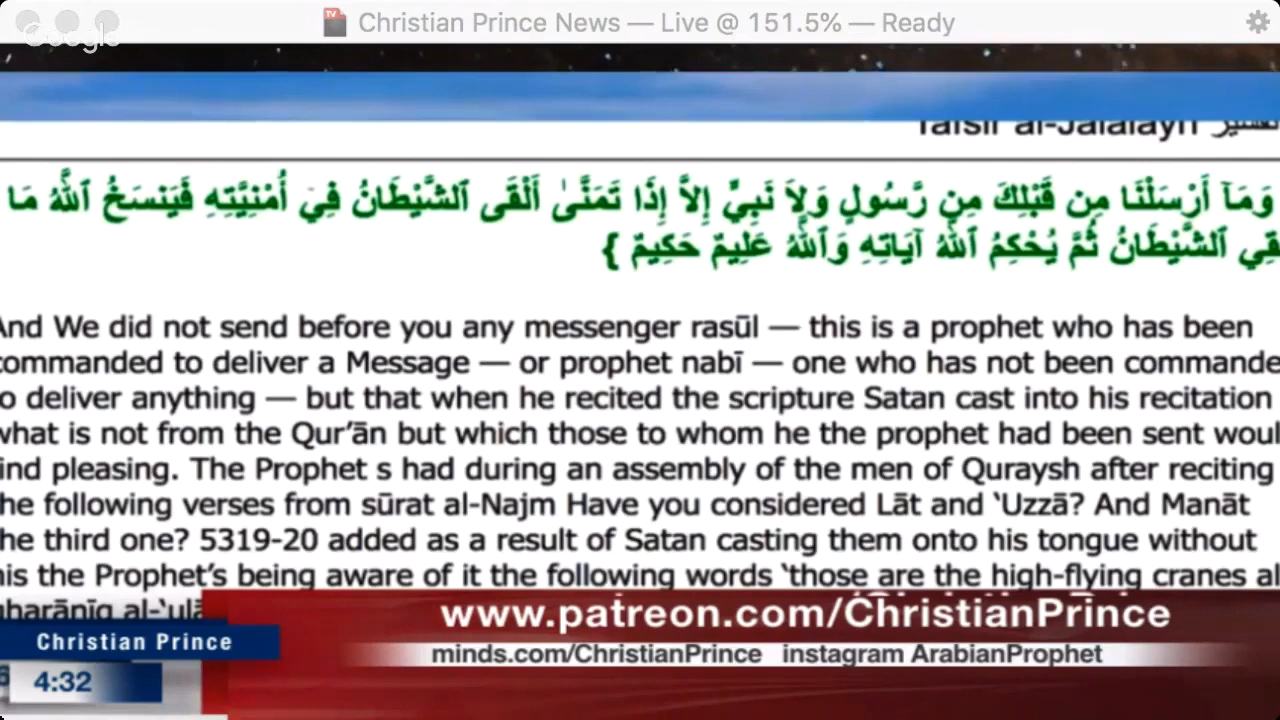 Christian Prince News — Live @ 151.5% — Ready
Google
Tafsir al-Jalalayn تفسير
وَمَآ أَرْسَلْنَا مِن قَبْلِكَ مِن رَّسُولٍ وَلاَ نَبِيٍّ إِلاَّ إِذَا تَمَنَّىٰ أَلْقَى ٱلشَّيْطَانُ فِيۤ أُمْنِيَّتِهِ فَيَنسَخُ ٱللَّهُ مَا
قِي ٱلشَّيْطَانُ ثُمَّ يُحْكِمُ ٱللَّهُ آيَاتِهِ وَٱللَّهُ عَلِيمٌ حَكِيمٌ }
And We did not send before you any messenger rasūl — this is a prophet who has been
commanded to deliver a Message — or prophet nabī — one who has not been commande
o deliver anything — but that when he recited the scripture Satan cast into his recitation
what is not from the Qur’ān but which those to whom he the prophet had been sent woul
ind pleasing. The Prophet s had during an assembly of the men of Quraysh after reciting
he following verses from sūrat al-Najm Have you considered Lāt and ‘Uzzā? And Manāt
he third one? 5319-20 added as a result of Satan casting them onto his tongue without
his the Prophet’s being aware of it the following words ‘those are the high-flying cranes al
gharānīq al-‘ulā
www.patreon.com/ChristianPrince
Christian Prince
minds.com/ChristianPrince instagram ArabianProphet
4:32